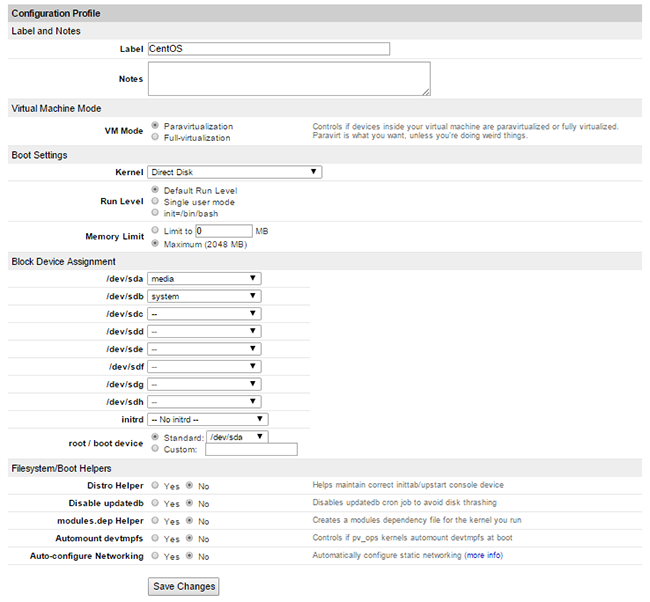 Configuration Profile
Label and Notes
Label CentOS
Notes
Virtual Machine Mode
VM Mode Paravirtualization Controls if devices inside your virtual machine are paravirtualized or fully virtualized.
Full-virtualization Paravirt is what you want, unless you're doing weird things.
Boot Settings
Kernel Direct Disk
Run Level Default Run Level
Single user mode
init=/bin/bash
Memory Limit Limit to 0 MB
Maximum (2048 MB)
Block Device Assignment
/dev/sda media
/dev/sdb system
/dev/sdc --
/dev/sdd --
/dev/sde --
/dev/sdf --
/dev/sdg --
/dev/sdh --
initrd -- No initrd --
root / boot device Standard: /dev/sda
Custom:
Filesystem/Boot Helpers
Distro Helper Yes No Helps maintain correct inittab/upstart console device
Disable updatedb Yes No Disables updatedb cron job to avoid disk thrashing
modules.dep Helper Yes No Creates a modules dependency file for the kernel you run
Automount devtmpfs Yes No Controls if pv_ops kernels automount devtmpfs at boot
Auto-configure Networking Yes No Automatically configure static networking (more info)
Save Changes